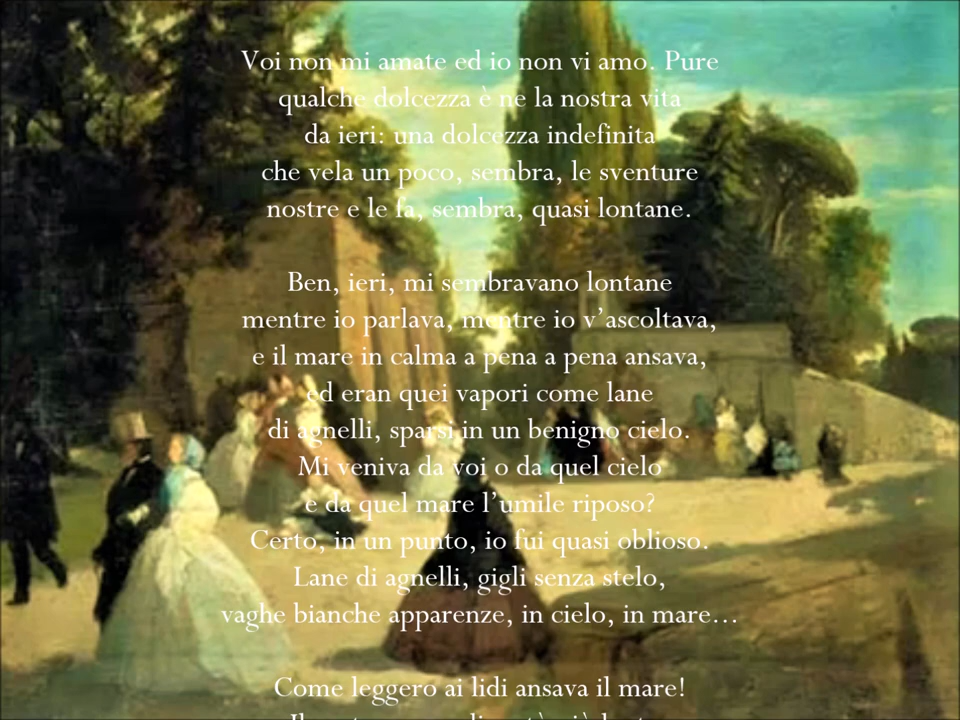 Voi non mi amate ed io non vi amo. Pure
qualche dolcezza è ne la nostra vita
da ieri: una dolcezza indefinita
che vela un poco, sembra, le sventure
nostre e le fa, sembra, quasi lontane.
Ben, ieri, mi sembravano lontane
mentre io parlava, mentre io v’ascoltava,
e il mare in calma a pena a pena ansava,
ed eran quei vapori come lane
di agnelli, sparsi in un benigno cielo.
Mi veniva da voi o da quel cielo
e da quel mare l’umile riposo?
Certo, in un punto, io fui quasi oblioso.
Lane di agnelli, gigli senza stelo,
vaghe bianche apparenze, in cielo, in mare...
Come leggero ai lidi ansava il mare!